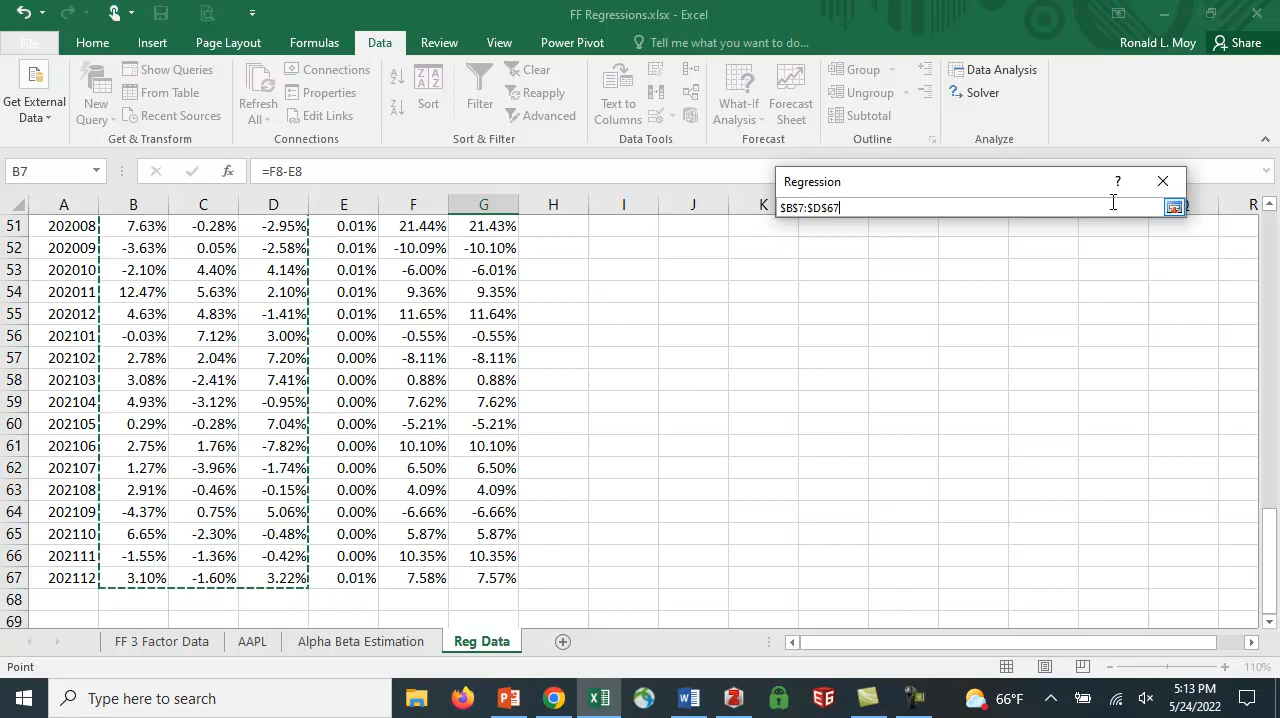 FF Regressions.xlsx - Excel
File Home Insert Page Layout Formulas Data Review View Power Pivot Tell me what you want to do... Ronald L. Moy Share
Get External Data
New Query
Show Queries
From Table
Recent Sources
Get & Transform
Refresh All
Connections
Properties
Edit Links
Connections
Sort
Filter
Clear
Reapply
Advanced
Sort & Filter
Text to Columns
Data Tools
What-If Analysis
Forecast Sheet
Forecast
Group
Ungroup
Subtotal
Outline
Data Analysis
Solver
Analyze
B7 fx =F8-E8
Regression ?
$B$7:$D$67
A B C D E F G H I J K Q R
51 202008 7.63% -0.28% -2.95% 0.01% 21.44% 21.43%
52 202009 -3.63% 0.05% -2.58% 0.01% -10.09% -10.10%
53 202010 -2.10% 4.40% 4.14% 0.01% -6.00% -6.01%
54 202011 12.47% 5.63% 2.10% 0.01% 9.36% 9.35%
55 202012 4.63% 4.83% -1.41% 0.01% 11.65% 11.64%
56 202101 -0.03% 7.12% 3.00% 0.00% -0.55% -0.55%
57 202102 2.78% 2.04% 7.20% 0.00% -8.11% -8.11%
58 202103 3.08% -2.41% 7.41% 0.00% 0.88% 0.88%
59 202104 4.93% -3.12% -0.95% 0.00% 7.62% 7.62%
60 202105 0.29% -0.28% 7.04% 0.00% -5.21% -5.21%
61 202106 2.75% 1.76% -7.82% 0.00% 10.10% 10.10%
62 202107 1.27% -3.96% -1.74% 0.00% 6.50% 6.50%
63 202108 2.91% -0.46% -0.15% 0.00% 4.09% 4.09%
64 202109 -4.37% 0.75% 5.06% 0.00% -6.66% -6.66%
65 202110 6.65% -2.30% -0.48% 0.00% 5.87% 5.87%
66 202111 -1.55% -1.36% -0.42% 0.00% 10.35% 10.35%
67 202112 3.10% -1.60% 3.22% 0.01% 7.58% 7.57%
68
69
FF 3 Factor Data AAPL Alpha Beta Estimation Reg Data
Point 110%
Type here to search 66°F 5:13 PM
5/24/2022